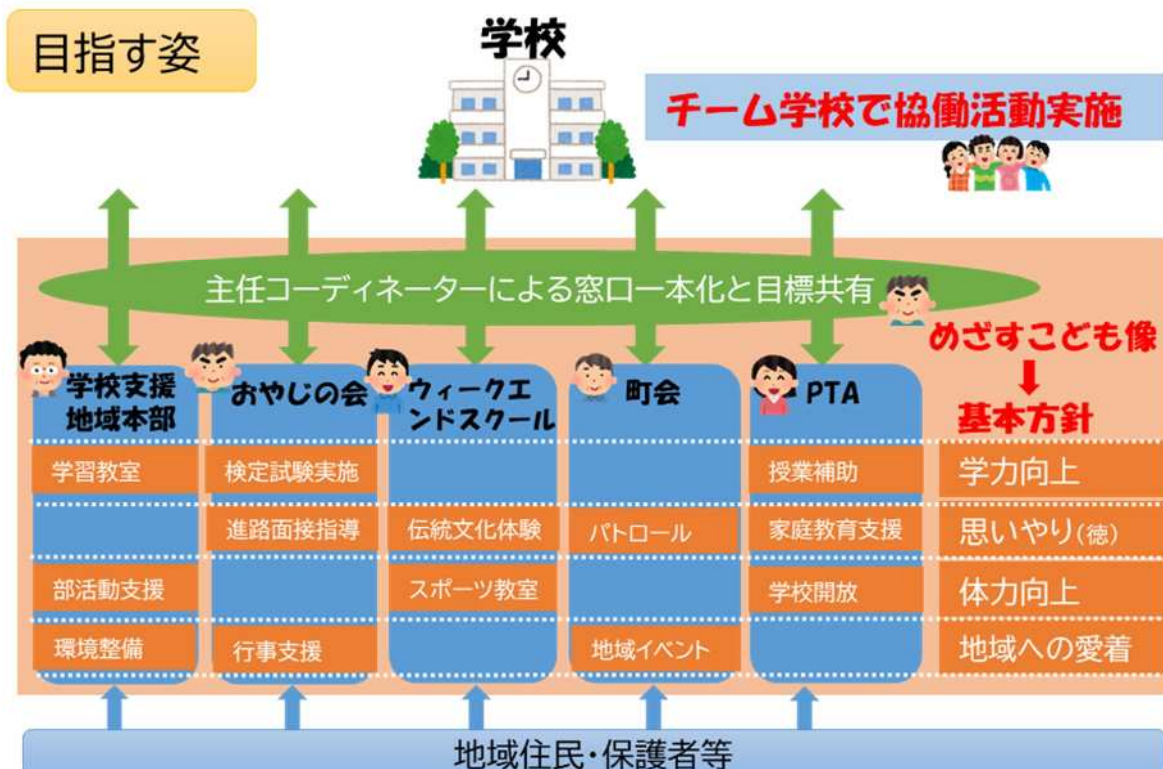 目指す姿
学校
チーム学校で協働活動実施
主任コーディネーターによる窓口一本化と目標共有
めざすこども像
基本方針
学校支援
地域本部
おやじの会
ウィークエ
ンドスクール
町会
PTA
学習教室
検定試験実施
授業補助
学力向上
進路面接指導
伝統文化体験
パトロール
家庭教育支援
思いやり(徳)
部活動支援
スポーツ教室
学校開放
体力向上
環境整備
行事支援
地域イベント
地域への愛着
地域住民・保護者等